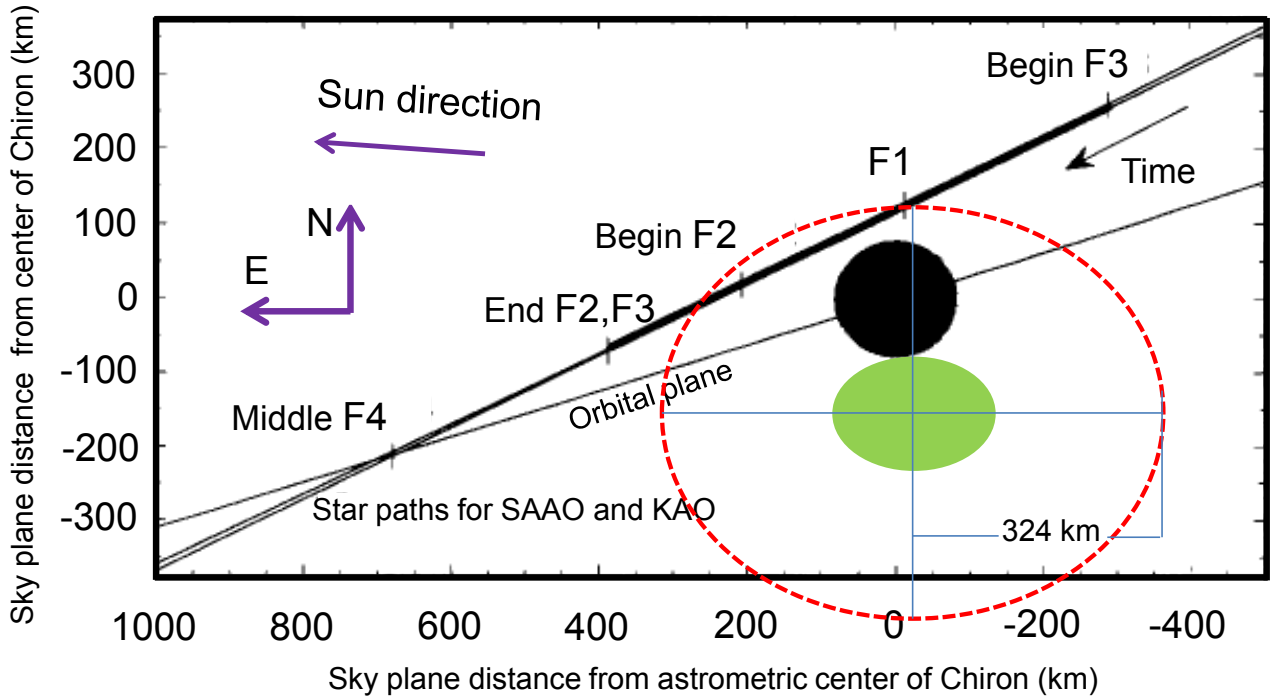 Sky plane distance from center of Chiron (km)
300
200
100
0
-100
-200
-300
Begin F3
Sun direction
F1
Time
N
Begin F2
E
End F2,F3
Orbital plane
Middle F4
Star paths for SAAO and KAO
324 km
1000
800
600
400
200
0
-200
-400
Sky plane distance from astrometric center of Chiron (km)